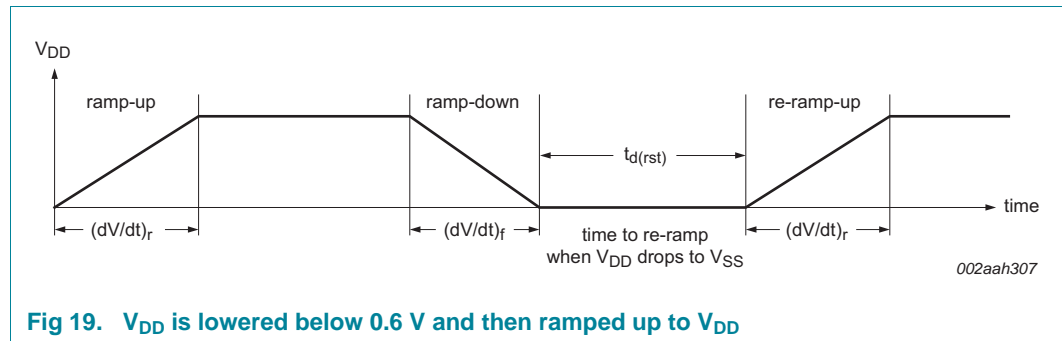 VDD
ramp-up
ramp-down
re-ramp-up
td(rst)
time
(dV/dt)r
(dV/dt)f
time to re-ramp
when VDD drops to VSS
(dV/dt)r
002aah307
Fig 19. VDD is lowered below 0.6 V and then ramped up to VDD